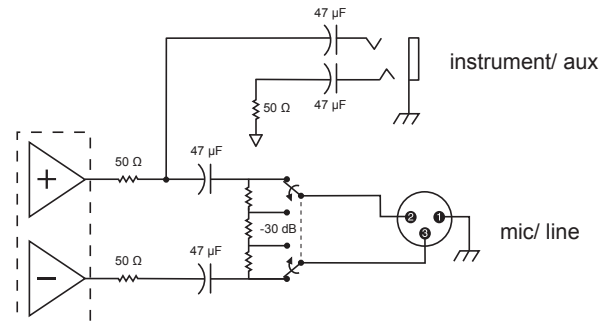 47 µF
instrument/ aux
47 µF
50 Ω
47 µF
50 Ω
+
2
1
-30 dB
mic/ line
3
47 µF
50 Ω
−